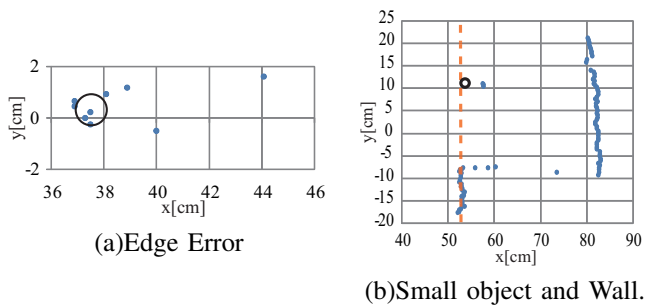 y[cm]
2
0
-2
36 38 40 42 44 46
x[cm]
(a)Edge Error
y[cm]
25
20
15
10
5
0
-5
-10
-15
-20
40 50 60 70 80 90
x[cm]
(b)Small object and Wall.